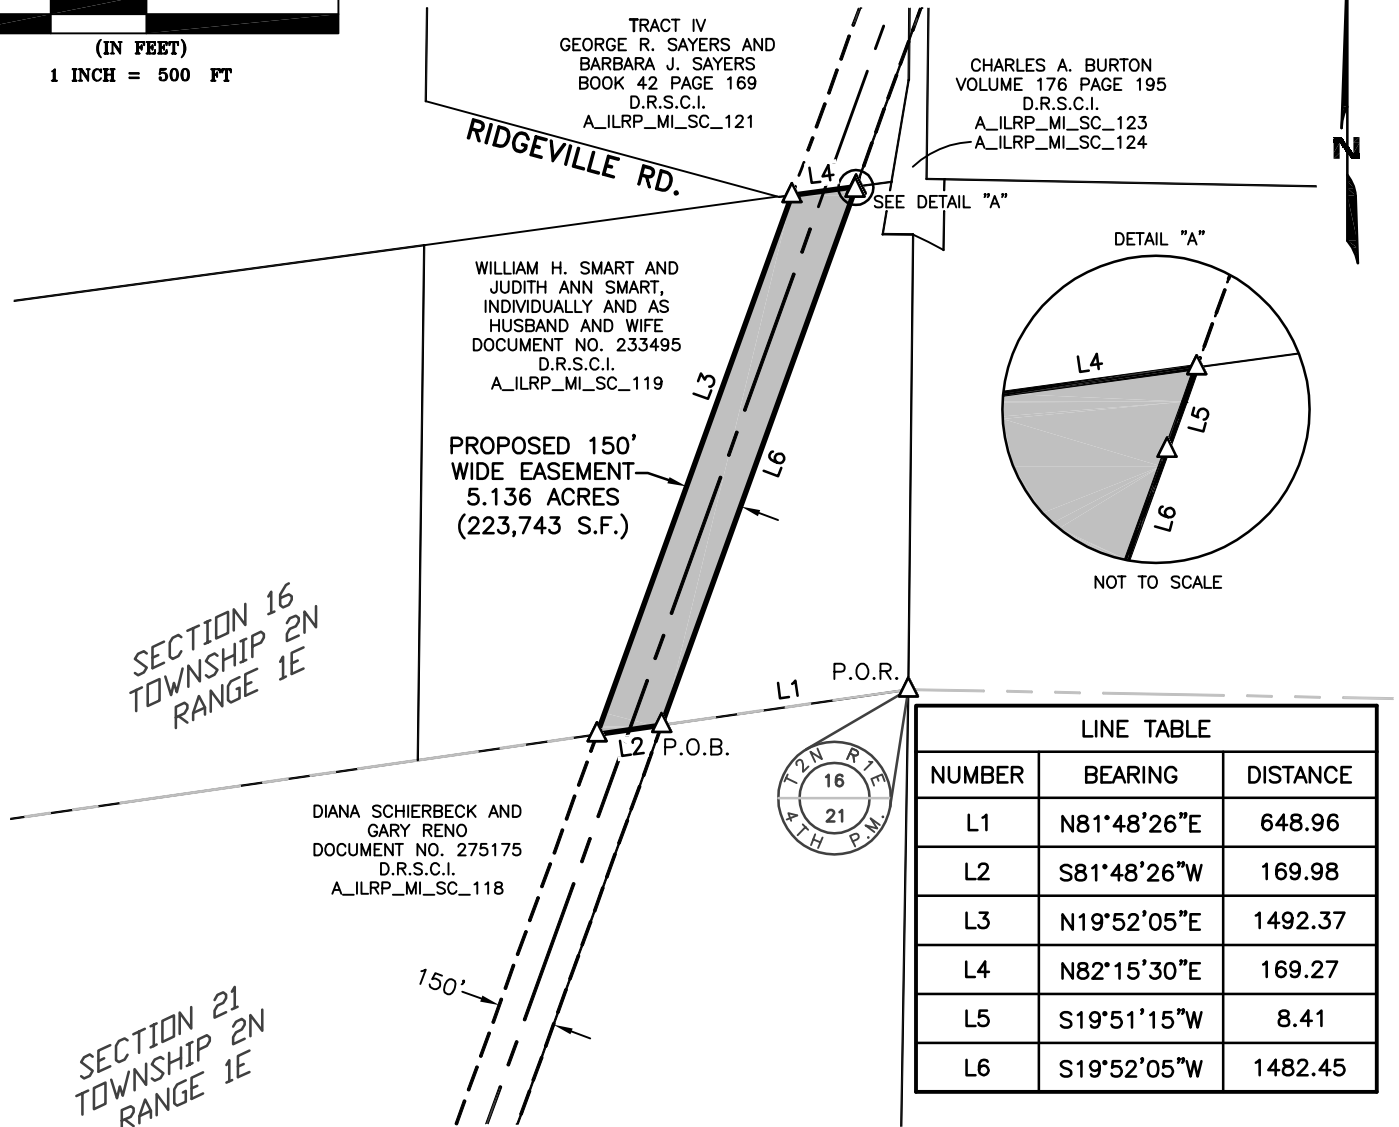 (IN FEET)
1 INCH = 500 FT
TRACT IV
GEORGE R. SAYERS AND
BARBARA J. SAYERS
BOOK 42 PAGE 169
D.R.S.C.I.
A_ILRP_MI_SC_121
CHARLES A. BURTON
VOLUME 176 PAGE 195
D.R.S.C.I.
A_ILRP_MI_SC_123
A_ILRP_MI_SC_124
N
RIDGEVILLE RD.
L4
SEE DETAIL "A"
DETAIL "A"
L4
L5
L6
NOT TO SCALE
WILLIAM H. SMART AND
JUDITH ANN SMART,
INDIVIDUALLY AND AS
HUSBAND AND WIFE
DOCUMENT NO. 233495
D.R.S.C.I.
A_ILRP_MI_SC_119
L3
L6
PROPOSED 150'
WIDE EASEMENT
5.136 ACRES
(223,743 S.F.)
SECTION 16
TOWNSHIP 2N
RANGE 1E
P.O.R.
L1
L2
P.O.B.
T2N R1E
16
21
4TH P.M.
DIANA SCHIERBECK AND
GARY RENO
DOCUMENT NO. 275175
D.R.S.C.I.
A_ILRP_MI_SC_118
150'
SECTION 21
TOWNSHIP 2N
RANGE 1E
LINE TABLE
NUMBER BEARING DISTANCE
L1 N81°48'26"E 648.96
L2 S81°48'26"W 169.98
L3 N19°52'05"E 1492.37
L4 N82°15'30"E 169.27
L5 S19°51'15"W 8.41
L6 S19°52'05"W 1482.45